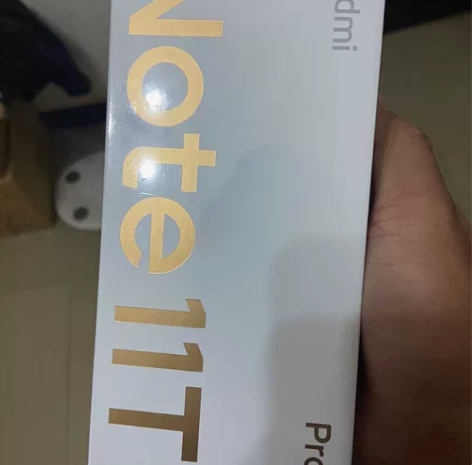 dmi
Note 11T
Pro